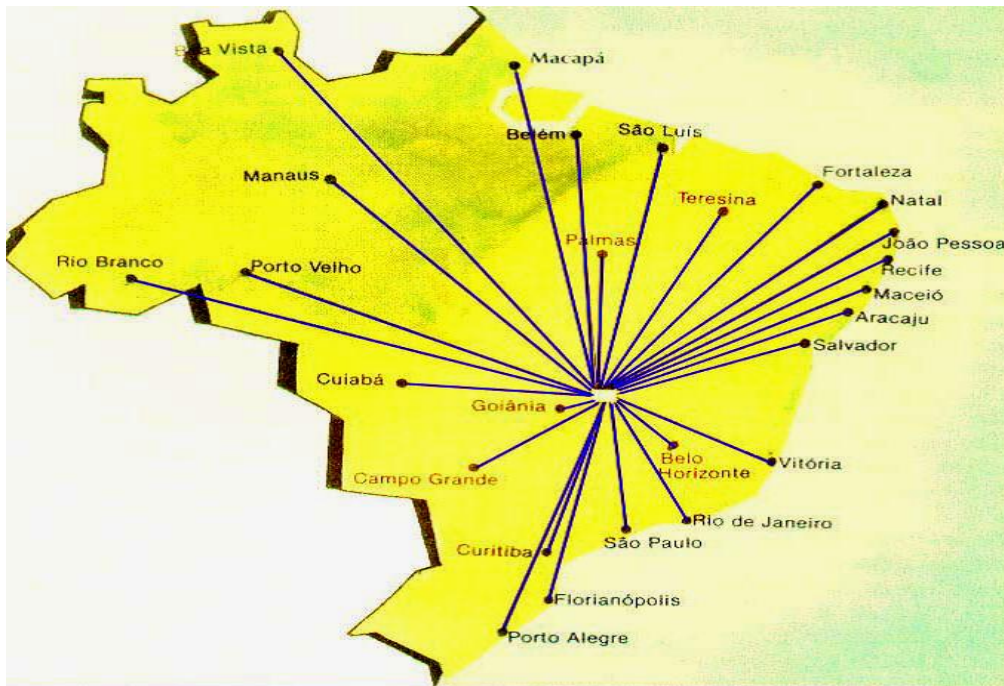 Boa Vista
Macapá
Belém
São Luís
Manaus
Fortaleza
Teresina
Natal
Palmas
João Pessoa
Rio Branco
Porto Velho
Recife
Maceió
Aracaju
Salvador
Cuiabá
Goiânia
Belo
Horizonte
Vitória
Campo Grande
Rio de Janeiro
São Paulo
Curitiba
Florianópolis
Porto Alegre